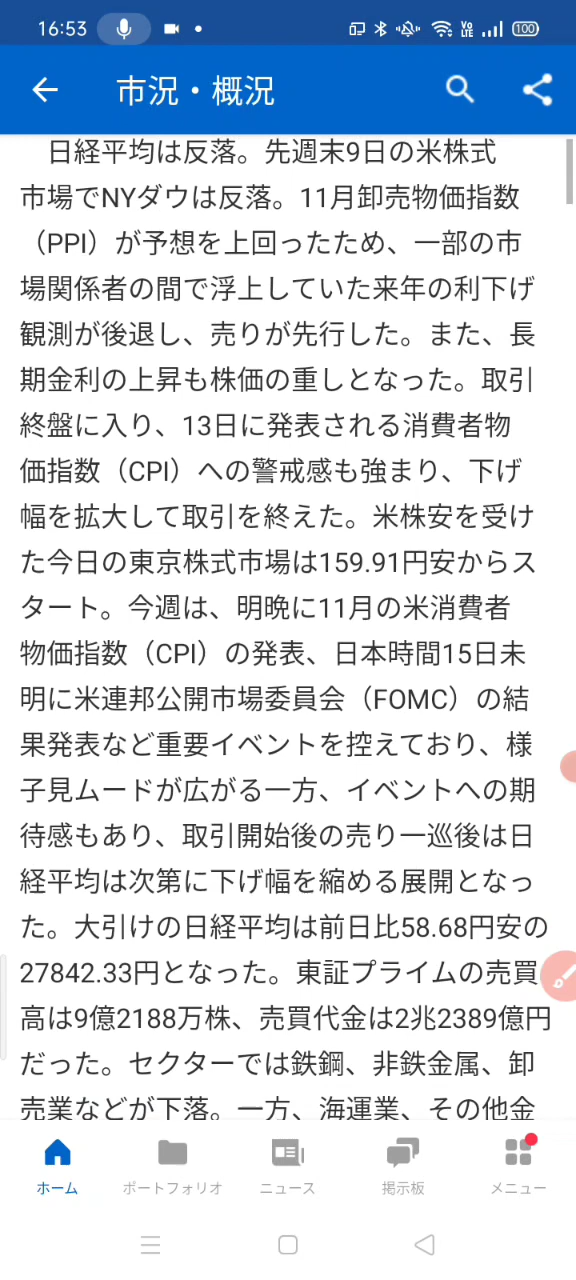 16:53
VO LTE
100
市況・概況
　日経平均は反落。先週末9日の米株式
市場でNYダウは反落。11月卸売物価指数
（PPI）が予想を上回ったため、一部の市
場関係者の間で浮上していた来年の利下げ
観測が後退し、売りが先行した。また、長
期金利の上昇も株価の重しとなった。取引
終盤に入り、13日に発表される消費者物
価指数（CPI）への警戒感も強まり、下げ
幅を拡大して取引を終えた。米株安を受け
た今日の東京株式市場は159.91円安からス
タート。今週は、明晩に11月の米消費者
物価指数（CPI）の発表、日本時間15日未
明に米連邦公開市場委員会（FOMC）の結
果発表など重要イベントを控えており、様
子見ムードが広がる一方、イベントへの期
待感もあり、取引開始後の売り一巡後は日
経平均は次第に下げ幅を縮める展開となっ
た。大引けの日経平均は前日比58.68円安の
27842.33円となった。東証プライムの売買
高は9億2188万株、売買代金は2兆2389億円
だった。セクターでは鉄鋼、非鉄金属、卸
売業などが下落。一方、海運業、その他金
ホーム
ポートフォリオ
ニュース
掲示板
メニュー